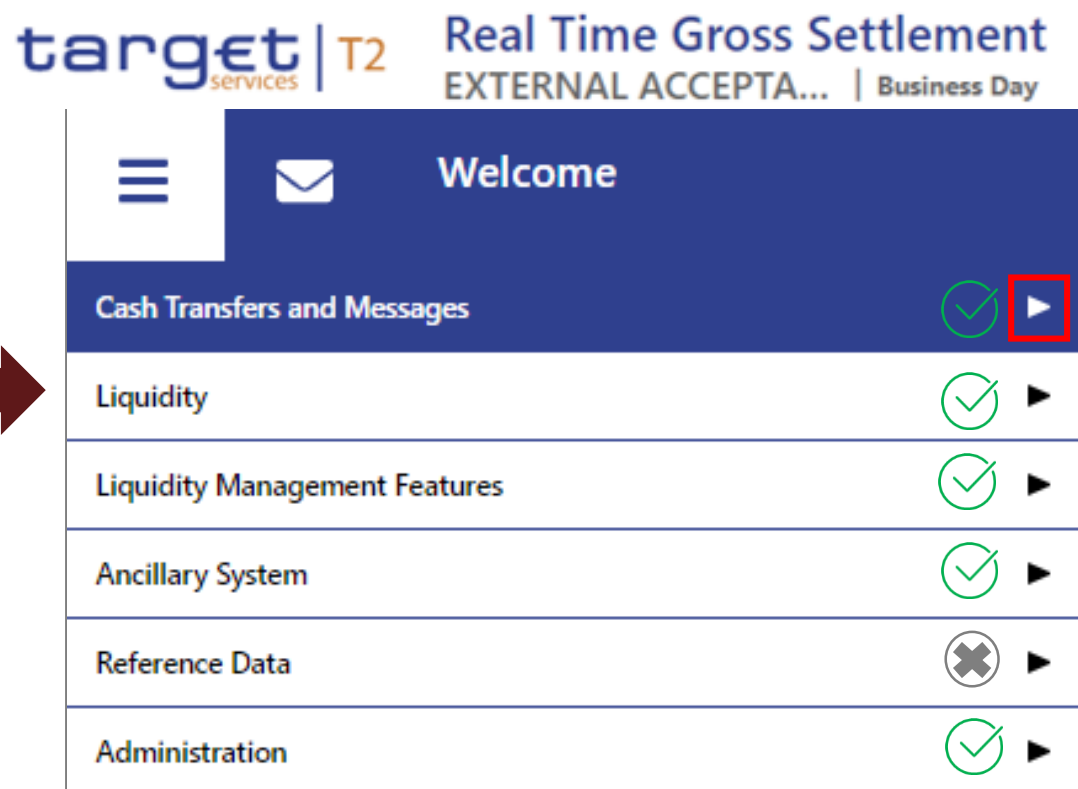 target | T2
services
Real Time Gross Settlement
EXTERNAL ACCEPTA... | Business Day
Welcome
Cash Transfers and Messages
Liquidity
Liquidity Management Features
Ancillary System
Reference Data
Administration